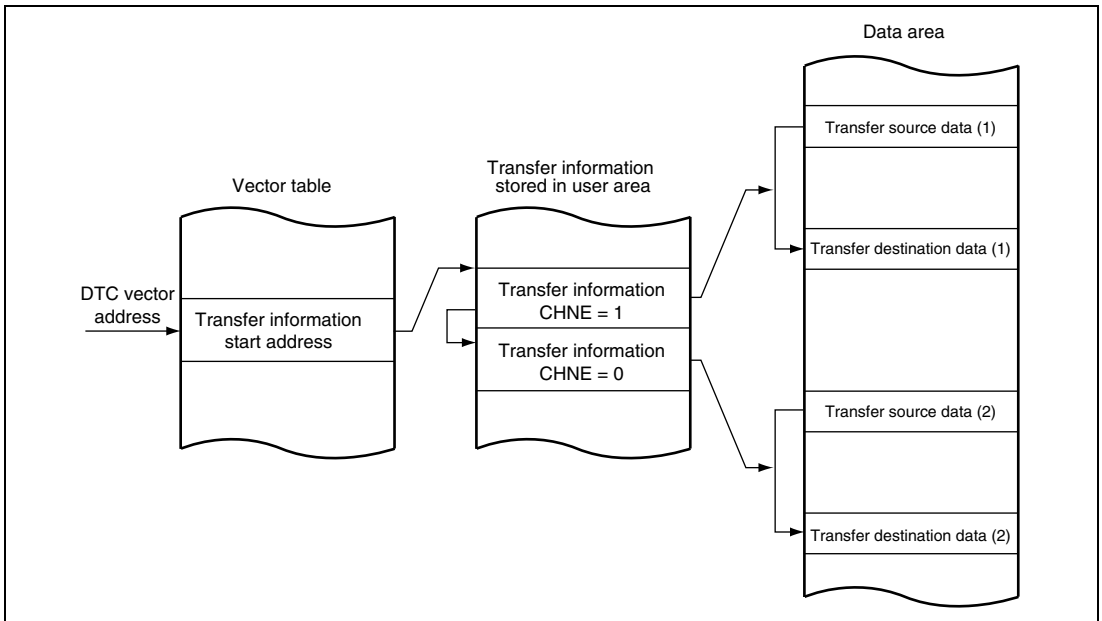 Data area
Transfer source data (1)
Transfer information
stored in user area
Vector table
Transfer destination data (1)
DTC vector
address
Transfer information
start address
Transfer information
CHNE = 1
Transfer information
CHNE = 0
Transfer source data (2)
Transfer destination data (2)